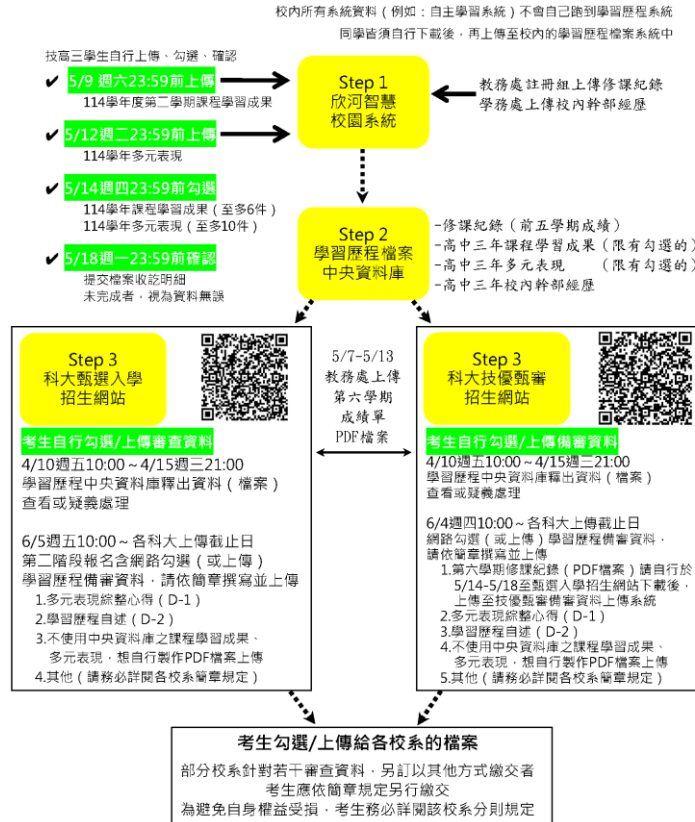 校內所有系統資料（例如：自主學習系統）不會自己跑到學習歷程系統
同學皆須自行下載後，再上傳至校內的學習歷程檔案系統中
技高三學生自行上傳、勾選、確認
✔ 5/9 週六23:59前上傳
114學年度第二學期課程學習成果
✔ 5/12週二23:59前上傳
114學年多元表現
✔ 5/14週四23:59前勾選
114學年課程學習成果（至多6件）
114學年多元表現（至多10件）
✔ 5/18週一23:59前確認
提交檔案收訖明細
未完成者，視為資料無誤
Step 1
欣河智慧
校園系統
教務處註冊組上傳修課紀錄
學務處上傳校內幹部經歷
Step 2
學習歷程檔案
中央資料庫
-修課紀錄（前五學期成績）
-高中三年課程學習成果（限有勾選的）
-高中三年多元表現　（限有勾選的）
-高中三年校內幹部經歷
Step 3
科大甄選入學
招生網站
考生自行勾選/上傳審查資料
4/10週五10:00～4/15週三21:00
學習歷程中央資料庫釋出資料（檔案）
查看或疑義處理
6/5週五10:00～各科大上傳截止日
第二階段報名含網路勾選（或上傳）
學習歷程備審資料，請依簡章撰寫並上傳
1.多元表現綜整心得（D-1）
2.學習歷程自述（D-2）
3.不使用中央資料庫之課程學習成果、
多元表現，想自行製作PDF檔案上傳
4.其他（請務必詳閱各校系簡章規定）
5/7-5/13
教務處上傳
第六學期
成績單
PDF檔案
Step 3
科大技優甄審
招生網站
考生自行勾選/上傳備審資料
4/10週五10:00～4/15週三21:00
學習歷程中央資料庫釋出資料（檔案）
查看或疑義處理
6/4週四10:00～各科大上傳截止日
網路勾選（或上傳）學習歷程備審資料，
請依簡章撰寫並上傳
1.第六學期修課紀錄（PDF檔案）請自行於
5/14-5/18至甄選入學招生網站下載後，
上傳至技優甄審備審資料上傳系統
2.多元表現綜整心得（D-1）
3.學習歷程自述（D-2）
4.不使用中央資料庫之課程學習成果、
多元表現，想自行製作PDF檔案上傳
5.其他（請務必詳閱各校系簡章規定）
考生勾選/上傳給各校系的檔案
部分校系針對若干審查資料，另訂以其他方式繳交者
考生應依簡章規定另行繳交
為避免自身權益受損，考生務必詳閱該校系分則規定